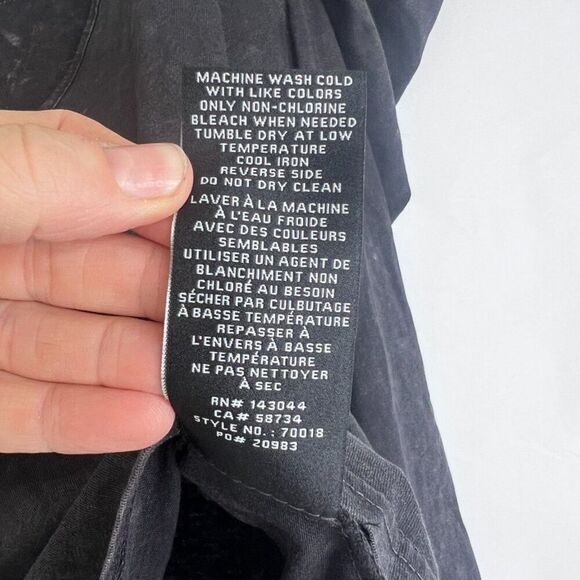 MACHINE WASH COLD
WITH LIKE COLORS
ONLY NON-CHLORINE
BLEACH WHEN NEEDED
TUMBLE DRY AT LOW
TEMPERATURE
COOL IRON
REVERSE SIDE
DO NOT DRY CLEAN
LAVER À LA MACHINE
À L'EAU FROIDE
AVEC DES COULEURS
SEMBLABLES
UTILISER UN AGENT DE
BLANCHIMENT NON
CHLORÉ AU BESOIN
SÉCHER PAR CULBUTAGE
À BASSE TEMPÉRATURE
REPASSER À
L'ENVERS À BASSE
TEMPÉRATURE
NE PAS NETTOYER
À SEC
RN# 143044
CA# 58734
STYLE NO.: 70018
PO# 20983